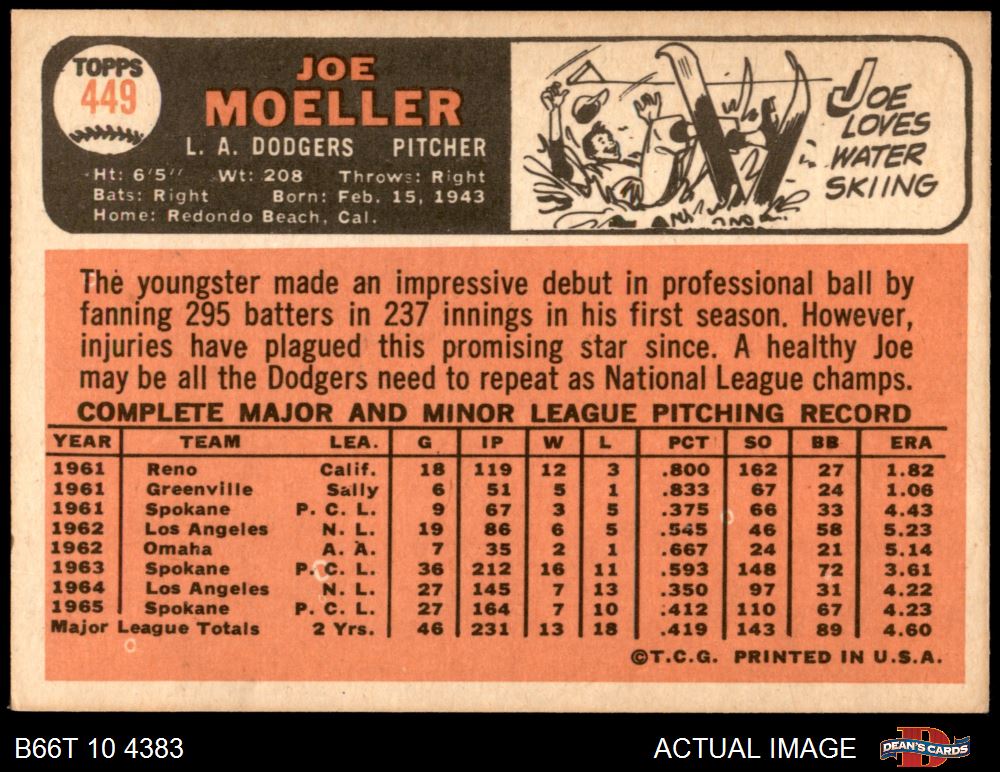 TOPPS
449
JOE
MOELLER
L. A. DODGERS PITCHER
Ht: 6'5" Wt: 208 Throws: Right
Bats: Right Born: Feb. 15, 1943
Home: Redondo Beach, Cal.
JOE
LOVES
WATER
SKIING
The youngster made an impressive debut in professional ball by
fanning 295 batters in 237 innings in his first season. However,
injuries have plagued this promising star since. A healthy Joe
may be all the Dodgers need to repeat as National League champs.
COMPLETE MAJOR AND MINOR LEAGUE PITCHING RECORD
YEAR TEAM LEA. G IP W L PCT SO BB ERA
1961 Reno Calif. 18 119 12 3 .800 162 27 1.82
1961 Greenville Sally 6 51 5 1 .833 67 24 1.06
1961 Spokane P. C. L. 9 67 3 5 .375 66 33 4.43
1962 Los Angeles N. L. 19 86 6 5 .545 46 58 5.23
1962 Omaha A. A. 7 35 2 1 .667 24 21 5.14
1963 Spokane P. C. L. 36 212 16 11 .593 148 72 3.61
1964 Los Angeles N. L. 27 145 7 13 .350 97 31 4.22
1965 Spokane P. C. L. 27 164 7 10 .412 110 67 4.23
Major League Totals 2 Yrs. 46 231 13 18 .419 143 89 4.60
©T.C.G. PRINTED IN U.S.A.
B66T 10 4383
ACTUAL IMAGE
D
DEAN'S CARDS